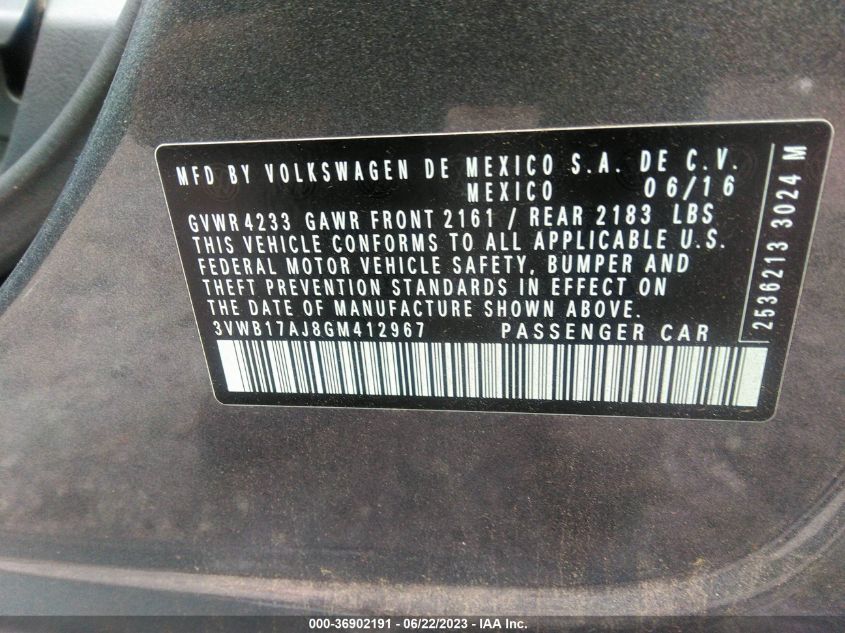 MFD BY VOLKSWAGEN DE MEXICO S.A. DE C.V.
MEXICO 06/16
GVWR 4233 GAWR FRONT 2161 / REAR 2183 LBS
THIS VEHICLE CONFORMS TO ALL APPLICABLE U.S.
FEDERAL MOTOR VEHICLE SAFETY, BUMPER AND
THEFT PREVENTION STANDARDS IN EFFECT ON
THE DATE OF MANUFACTURE SHOWN ABOVE.
3VWB17AJ8GM412967 PASSENGER CAR
2536213 3024 M
000-36902191 - 06/22/2023 - IAA Inc.